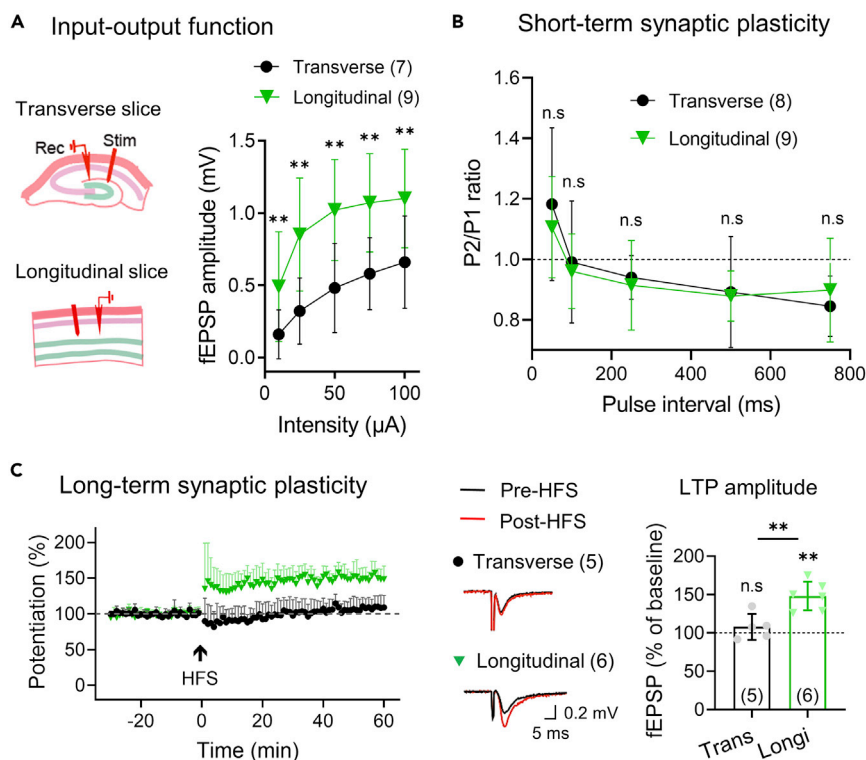 A
Input-output function
Transverse (7)
Longitudinal (9)
Transverse slice
Rec
Stim
Longitudinal slice
fEPSP amplitude (mV)
1.5
1.0
0.5
0.0
**
**
**
**
**
0
50
100
Intensity (µA)
B
Short-term synaptic plasticity
Transverse (8)
Longitudinal (9)
P2/P1 ratio
1.6
1.4
1.2
1.0
0.8
n.s
n.s
n.s
n.s
n.s
0
200
400
600
800
Pulse interval (ms)
C
Long-term synaptic plasticity
Potentiation (%)
200
150
100
50
0
HFS
-20
0
20
40
60
Time (min)
Pre-HFS
Post-HFS
Transverse (5)
Longitudinal (6)
0.2 mV
5 ms
LTP amplitude
fEPSP (% of baseline)
200
150
100
50
0
**
n.s
**
(5)
(6)
Trans
Longi